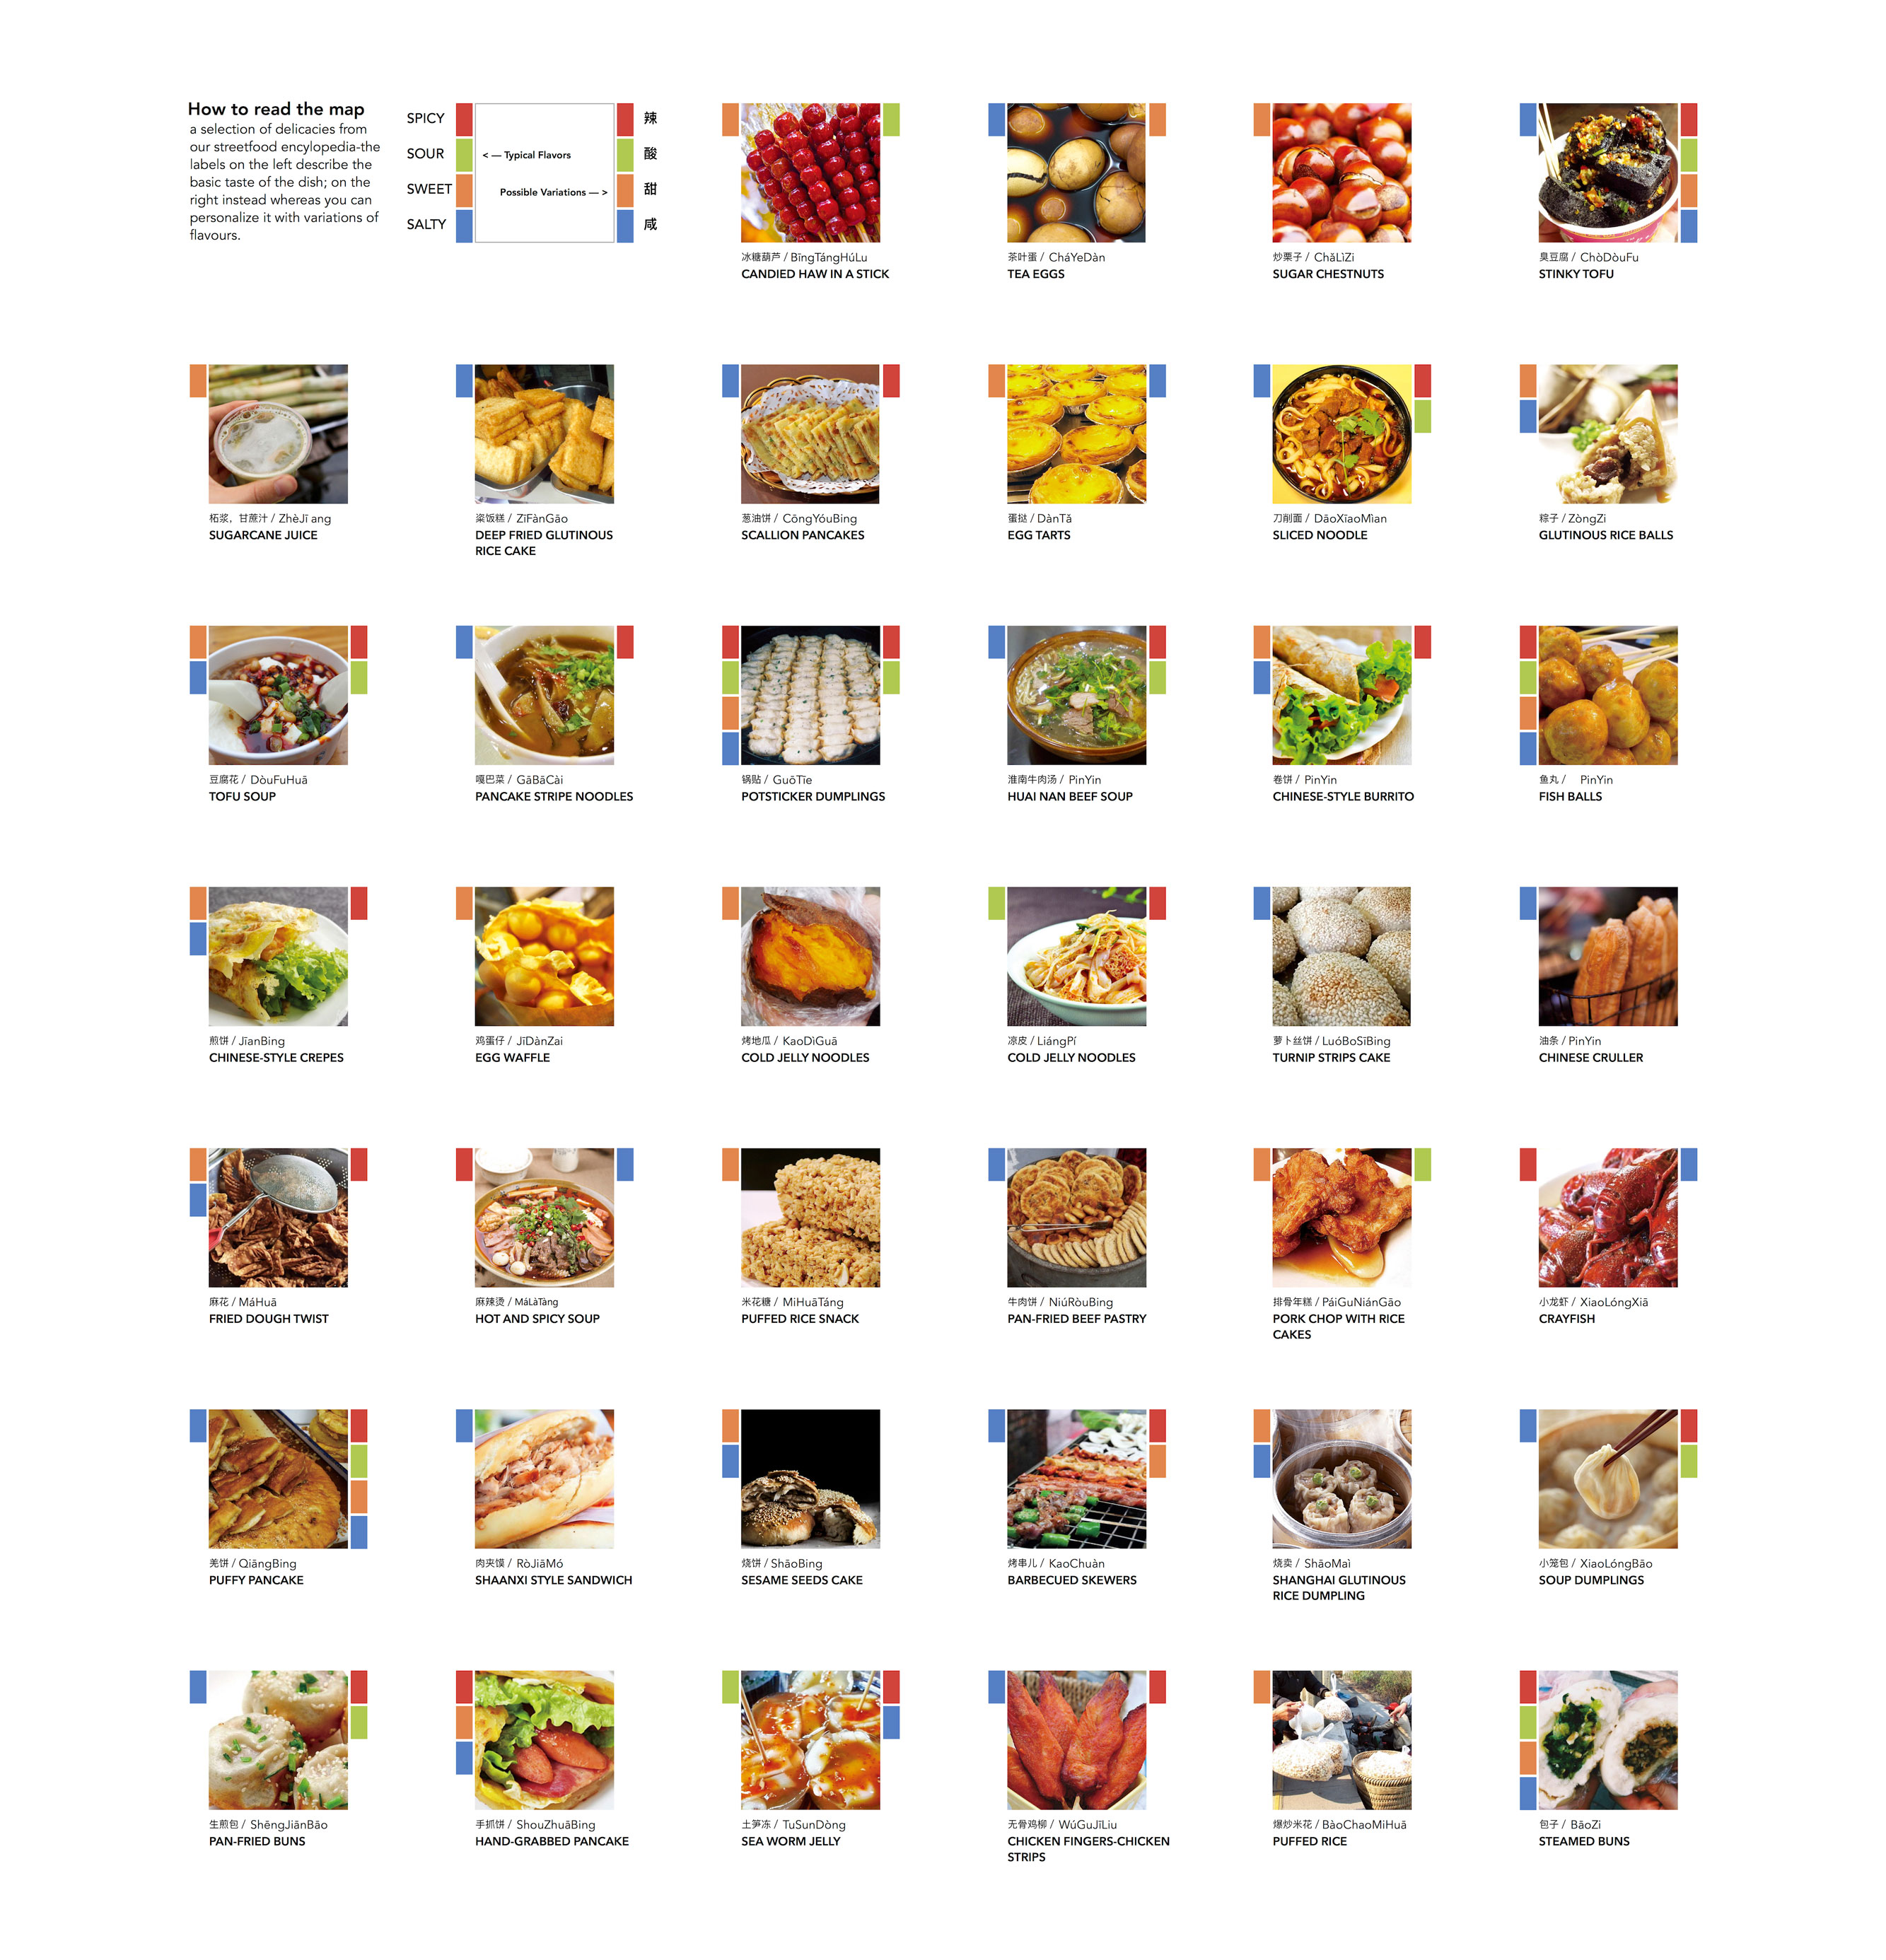 How to read the map
a selection of delicacies from
our streetfood encylopedia-the
labels on the left describe the
basic taste of the dish; on the
right instead whereas you can
personalize it with variations of
flavours.
SPICY
SOUR
SWEET
SALTY
< — Typical Flavors
Possible Variations — >
辣
酸
甜
咸
冰糖葫芦 / BīngTángHúLu
CANDIED HAW IN A STICK
茶叶蛋 / CháYeDàn
TEA EGGS
炒栗子 / ChǎLìZi
SUGAR CHESTNUTS
臭豆腐 / ChòDòuFu
STINKY TOFU
柘浆，甘蔗汁 / ZhèJī ang
SUGARCANE JUICE
粢饭糕 / ZīFànGāo
DEEP FRIED GLUTINOUS
RICE CAKE
葱油饼 / CōngYóuBing
SCALLION PANCAKES
蛋挞 / DànTǎ
EGG TARTS
刀削面 / DāoXīaoMìan
SLICED NOODLE
粽子 / ZòngZi
GLUTINOUS RICE BALLS
豆腐花 / DòuFuHuā
TOFU SOUP
嘎巴菜 / GāBāCài
PANCAKE STRIPE NOODLES
锅贴 / GuōTīe
POTSTICKER DUMPLINGS
淮南牛肉汤 / PinYin
HUAI NAN BEEF SOUP
卷饼 / PinYin
CHINESE-STYLE BURRITO
鱼丸 / PinYin
FISH BALLS
煎饼 / JīanBing
CHINESE-STYLE CREPES
鸡蛋仔 / JīDànZai
EGG WAFFLE
烤地瓜 / KaoDìGuā
COLD JELLY NOODLES
凉皮 / LiángPí
COLD JELLY NOODLES
萝卜丝饼 / LuóBoSīBing
TURNIP STRIPS CAKE
油条 / PinYin
CHINESE CRULLER
麻花 / MáHuā
FRIED DOUGH TWIST
麻辣烫 / MáLàTàng
HOT AND SPICY SOUP
米花糖 / MiHuāTáng
PUFFED RICE SNACK
牛肉饼 / NiúRòuBing
PAN-FRIED BEEF PASTRY
排骨年糕 / PáiGuNiánGāo
PORK CHOP WITH RICE
CAKES
小龙虾 / XiaoLóngXiā
CRAYFISH
羌饼 / QiāngBing
PUFFY PANCAKE
肉夹馍 / RòJiāMó
SHAANXI STYLE SANDWICH
烧饼 / ShāoBing
SESAME SEEDS CAKE
烤串儿 / KaoChuàn
BARBECUED SKEWERS
烧卖 / ShāoMaì
SHANGHAI GLUTINOUS
RICE DUMPLING
小笼包 / XiaoLóngBāo
SOUP DUMPLINGS
生煎包 / ShēngJiānBāo
PAN-FRIED BUNS
手抓饼 / ShouZhuāBing
HAND-GRABBED PANCAKE
土笋冻 / TuSunDòng
SEA WORM JELLY
无骨鸡柳 / WúGuJīLiu
CHICKEN FINGERS-CHICKEN
STRIPS
爆炒米花 / BàoChaoMiHuā
PUFFED RICE
包子 / BāoZi
STEAMED BUNS